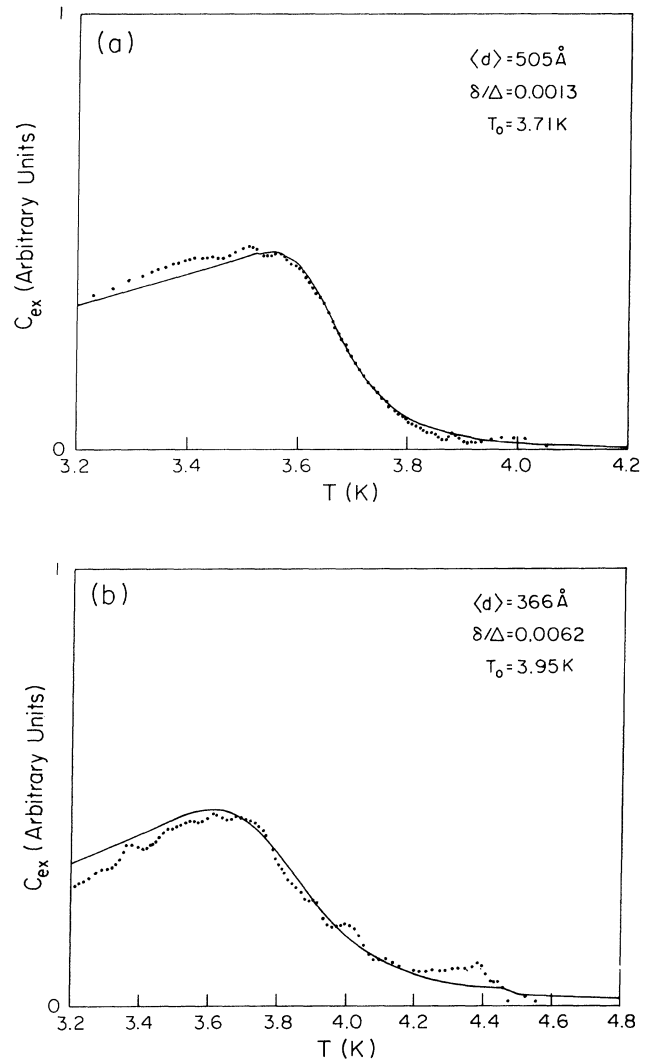 1
(a)
⟨d⟩=505Å
δ/Δ=0.0013
T₀=3.71K
C_ex (Arbitrary Units)
0
3.2 3.4 3.6 3.8 4.0 4.2
T (K)
1
(b)
⟨d⟩=366Å
δ/Δ=0.0062
T₀=3.95K
C_ex (Arbitrary Units)
0
3.2 3.4 3.6 3.8 4.0 4.2 4.4 4.6 4.8
T (K)